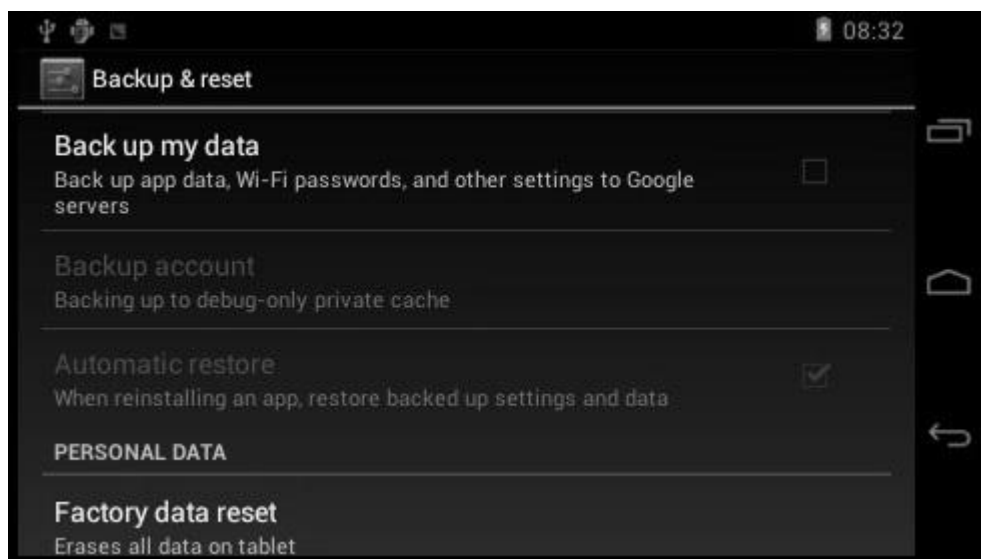 08:32
Backup & reset
Back up my data
Back up app data, Wi-Fi passwords, and other settings to Google
servers
Backup account
Backing up to debug-only private cache
Automatic restore
When reinstalling an app, restore backed up settings and data
PERSONAL DATA
Factory data reset
Erases all data on tablet